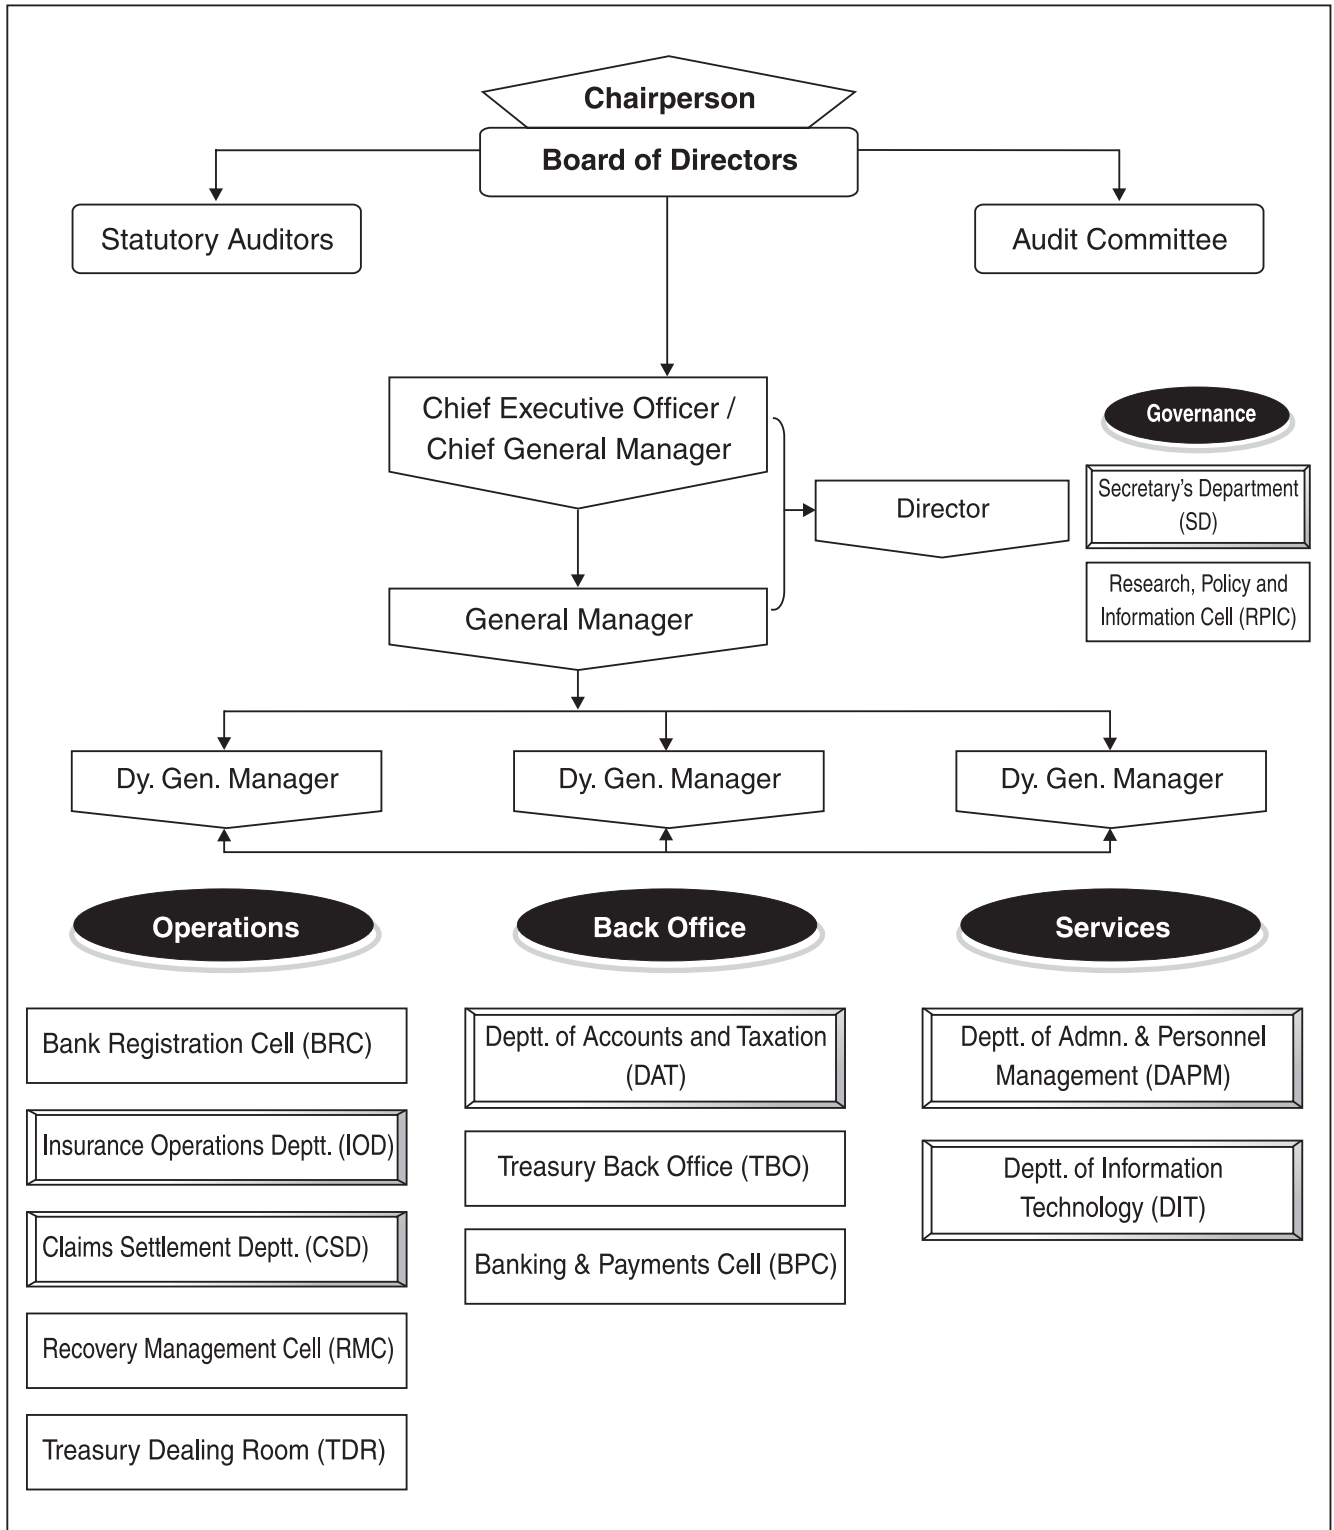 Chairperson
Board of Directors
Statutory Auditors
Audit Committee
Chief Executive Officer /
Chief General Manager
Governance
Secretary's Department
(SD)
Director
Research, Policy and
Information Cell (RPIC)
General Manager
Dy. Gen. Manager
Dy. Gen. Manager
Dy. Gen. Manager
Operations
Back Office
Services
Bank Registration Cell (BRC)
Insurance Operations Deptt. (IOD)
Claims Settlement Deptt. (CSD)
Recovery Management Cell (RMC)
Treasury Dealing Room (TDR)
Deptt. of Accounts and Taxation
(DAT)
Treasury Back Office (TBO)
Banking & Payments Cell (BPC)
Deptt. of Admn. & Personnel
Management (DAPM)
Deptt. of Information
Technology (DIT)